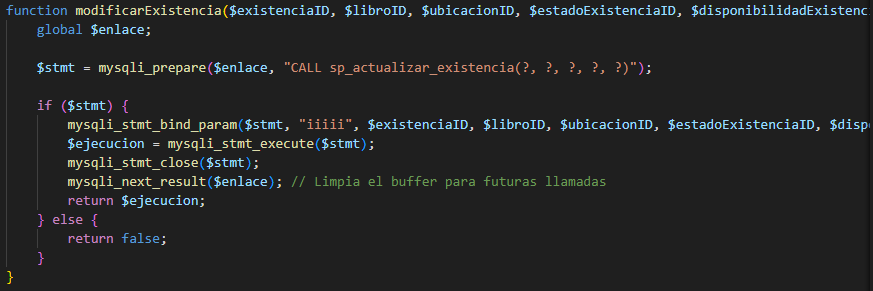 function modificarExistencia($existenciaID, $libroID, $ubicacionID, $estadoExistenciaID, $disponibilidadExistenc
global $enlace;
$stmt = mysqli_prepare($enlace, "CALL sp_actualizar_existencia(?, ?, ?, ?, ?)");
if ($stmt) {
mysqli_stmt_bind_param($stmt, "iiiii", $existenciaID, $libroID, $ubicacionID, $estadoExistenciaID, $disp
$ejecucion = mysqli_stmt_execute($stmt);
mysqli_stmt_close($stmt);
mysqli_next_result($enlace); // Limpia el buffer para futuras llamadas
return $ejecucion;
} else {
return false;
}
}